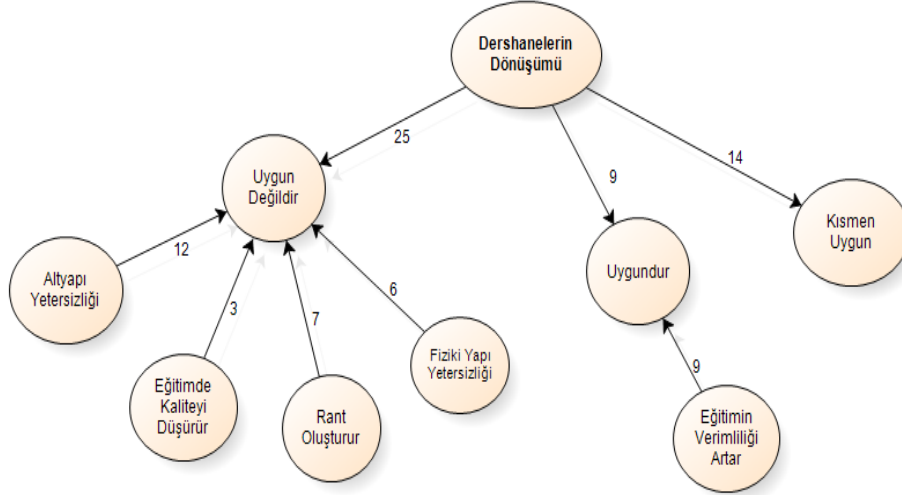 Dershanelerin
Dönüşümü
25
9
14
Uygun
Değildir
Kısmen
Uygun
Uygundur
12
3
7
6
9
Altyapı
Yetersizliği
Eğitimde
Kaliteyi
Düşürür
Rant
Oluşturur
Fiziki Yapı
Yetersizliği
Eğitimin
Verimliliği
Artar